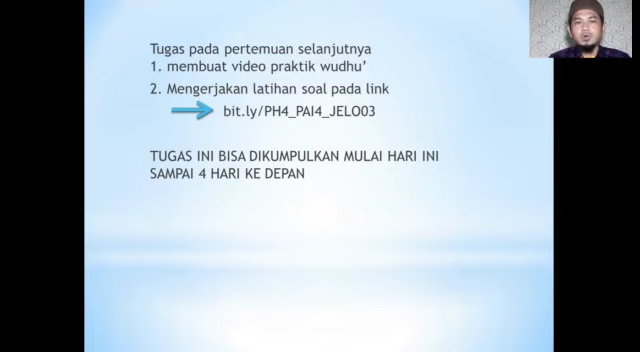 Tugas pada pertemuan selanjutnya
1. membuat video praktik wudhu’
2. Mengerjakan latihan soal pada link
bit.ly/PH4_PAI4_JELO03
TUGAS INI BISA DIKUMPULKAN MULAI HARI INI
SAMPAI 4 HARI KE DEPAN